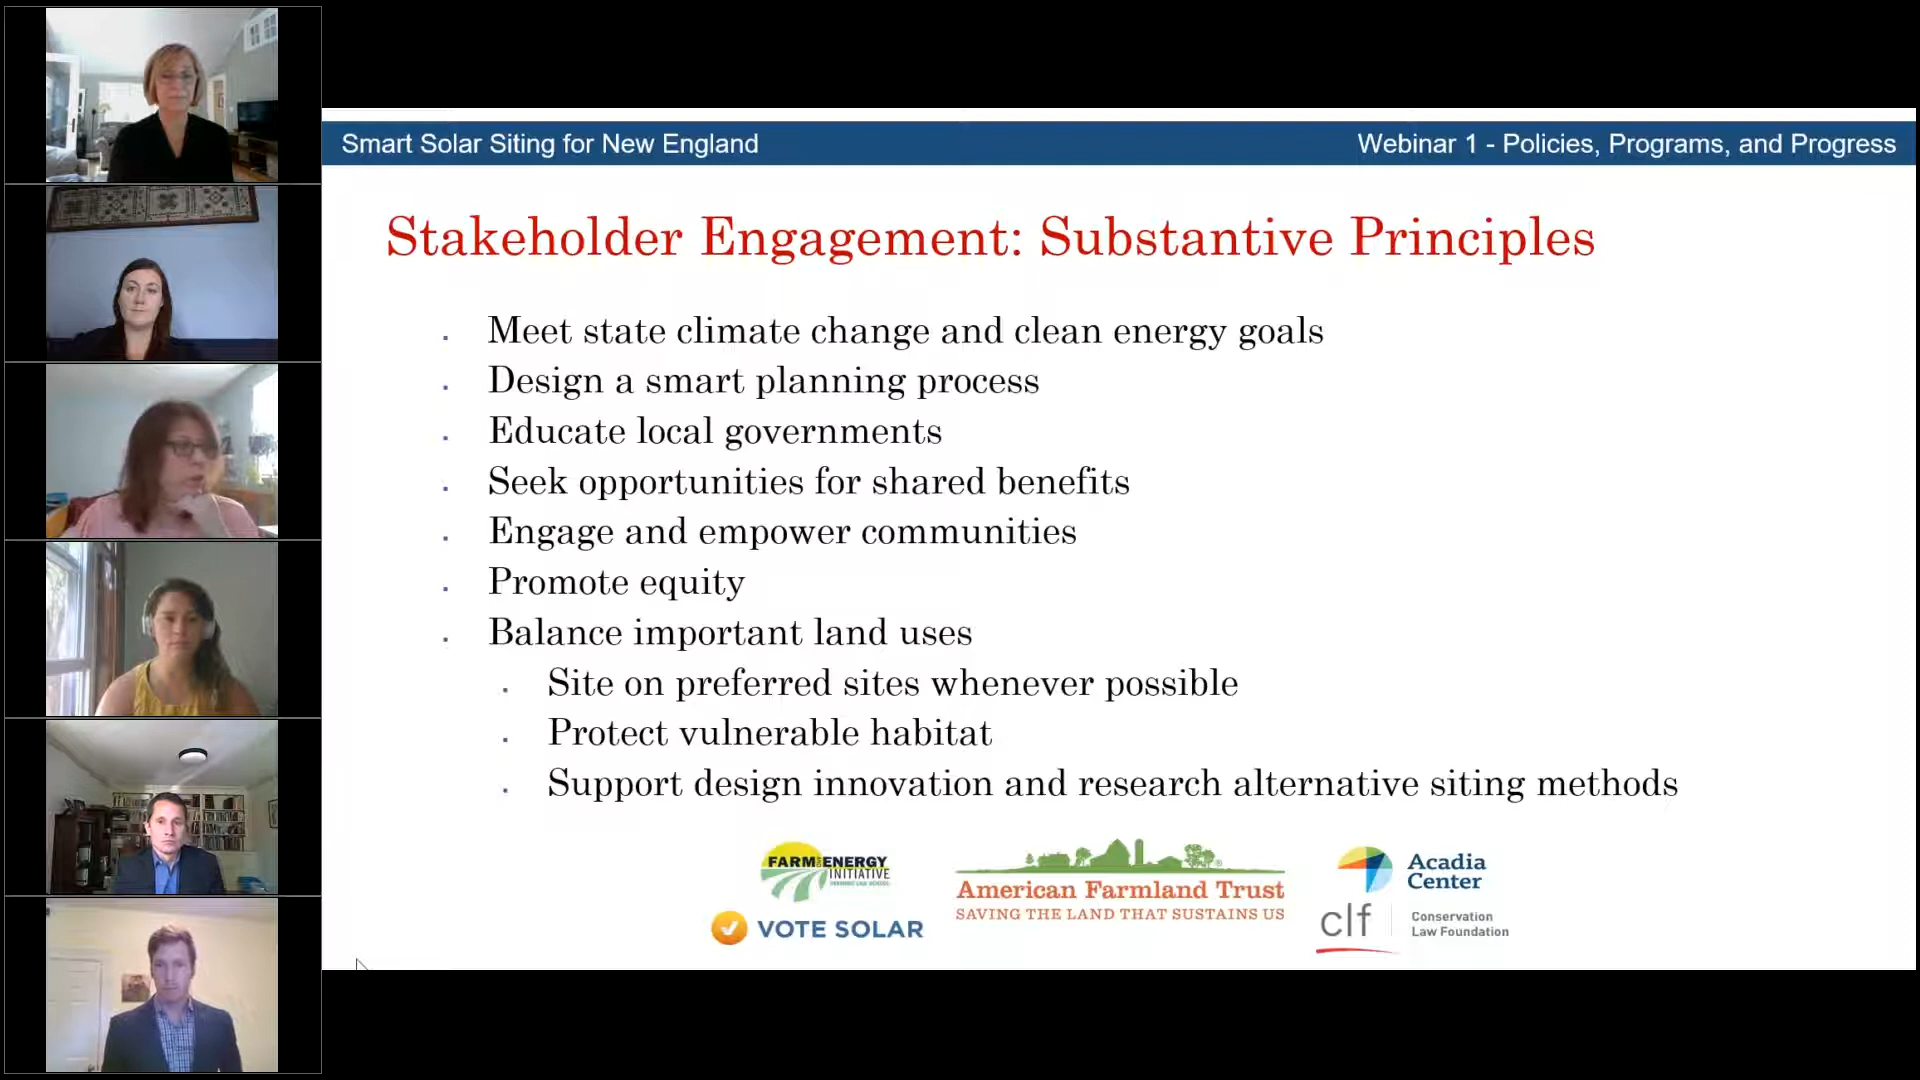 Smart Solar Siting for New England
Webinar 1 - Policies, Programs, and Progress
Stakeholder Engagement: Substantive Principles
Meet state climate change and clean energy goals
Design a smart planning process
Educate local governments
Seek opportunities for shared benefits
Engage and empower communities
Promote equity
Balance important land uses
Site on preferred sites whenever possible
Protect vulnerable habitat
Support design innovation and research alternative siting methods
FARM ENERGY
INITIATIVE
VERMONT LAW SCHOOL
VOTE SOLAR
American Farmland Trust
SAVING THE LAND THAT SUSTAINS US
Acadia
Center
clf
Conservation
Law Foundation